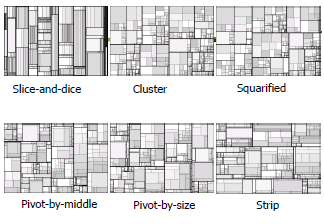 Slice-and-dice
Cluster
Squarified
Pivot-by-middle
Pivot-by-size
Strip